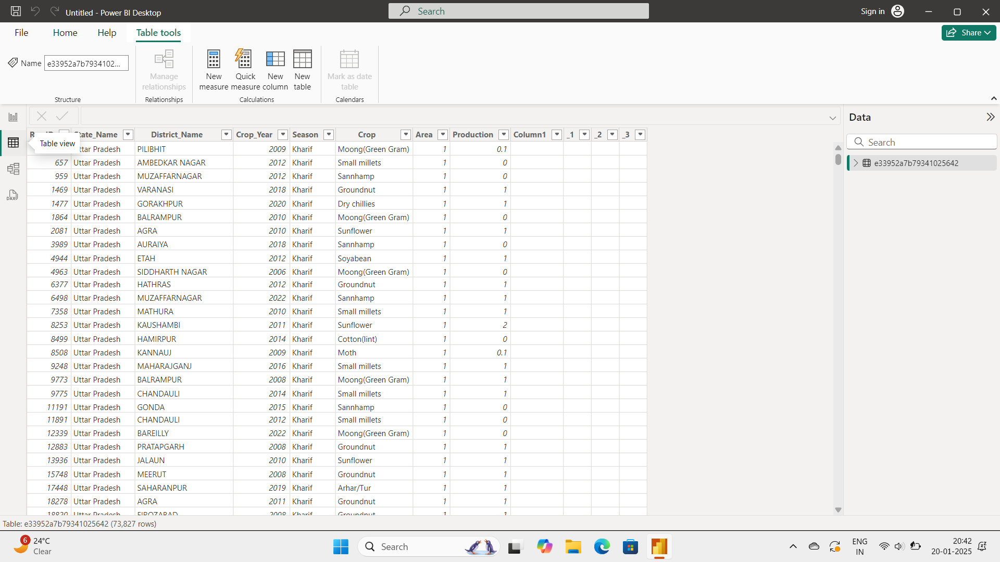 Untitled - Power BI Desktop
Search
Sign in
File Home Help Table tools
Share
Name e33952a7b7934102...
Manage relationships
New measure
Quick measure
New column
New table
Mark as date table
Structure Relationships Calculations Calendars
Data
Search
e33952a7b79341025642
Table view
State_Name District_Name Crop_Year Season Crop Area Production Column1 _1 _2 _3
Uttar Pradesh PILIBHIT 2009 Kharif Moong(Green Gram) 1 0.1
657 Uttar Pradesh AMBEDKAR NAGAR 2012 Kharif Small millets 1 0
959 Uttar Pradesh MUZAFFARNAGAR 2012 Kharif Sannhamp 1 0
1469 Uttar Pradesh VARANASI 2018 Kharif Groundnut 1 1
1477 Uttar Pradesh GORAKHPUR 2020 Kharif Dry chillies 1 1
1864 Uttar Pradesh BALRAMPUR 2010 Kharif Moong(Green Gram) 1 0
2081 Uttar Pradesh AGRA 2010 Kharif Sunflower 1 1
3989 Uttar Pradesh AURAIYA 2018 Kharif Sannhamp 1 0
4944 Uttar Pradesh ETAH 2012 Kharif Soyabean 1 1
4963 Uttar Pradesh SIDDHARTH NAGAR 2006 Kharif Moong(Green Gram) 1 0
6377 Uttar Pradesh HATHRAS 2012 Kharif Groundnut 1 1
6498 Uttar Pradesh MUZAFFARNAGAR 2022 Kharif Sannhamp 1 1
7358 Uttar Pradesh MATHURA 2010 Kharif Small millets 1 1
8253 Uttar Pradesh KAUSHAMBI 2011 Kharif Sunflower 1 2
8499 Uttar Pradesh HAMIRPUR 2014 Kharif Cotton(lint) 1 0
8508 Uttar Pradesh KANNAUJ 2009 Kharif Moth 1 0.1
9248 Uttar Pradesh MAHARAJGANJ 2016 Kharif Small millets 1 1
9773 Uttar Pradesh BALRAMPUR 2008 Kharif Moong(Green Gram) 1 1
9775 Uttar Pradesh CHANDAULI 2014 Kharif Small millets 1 1
11191 Uttar Pradesh GONDA 2015 Kharif Sannhamp 1 0
11891 Uttar Pradesh CHANDAULI 2012 Kharif Small millets 1 0
12339 Uttar Pradesh BAREILLY 2022 Kharif Moong(Green Gram) 1 0
12883 Uttar Pradesh PRATAPGARH 2008 Kharif Groundnut 1 1
13936 Uttar Pradesh JALAUN 2010 Kharif Sunflower 1 1
15748 Uttar Pradesh MEERUT 2008 Kharif Groundnut 1 1
17448 Uttar Pradesh SAHARANPUR 2019 Kharif Arhar/Tur 1 1
18278 Uttar Pradesh AGRA 2011 Kharif Groundnut 1 1
18820 Uttar Pradesh FIROZABAD 2008 Kharif Groundnut 1 1
Table: e33952a7b79341025642 (73,827 rows)
6
24°C
Clear
Search
ENG
IN
20:42
20-01-2025